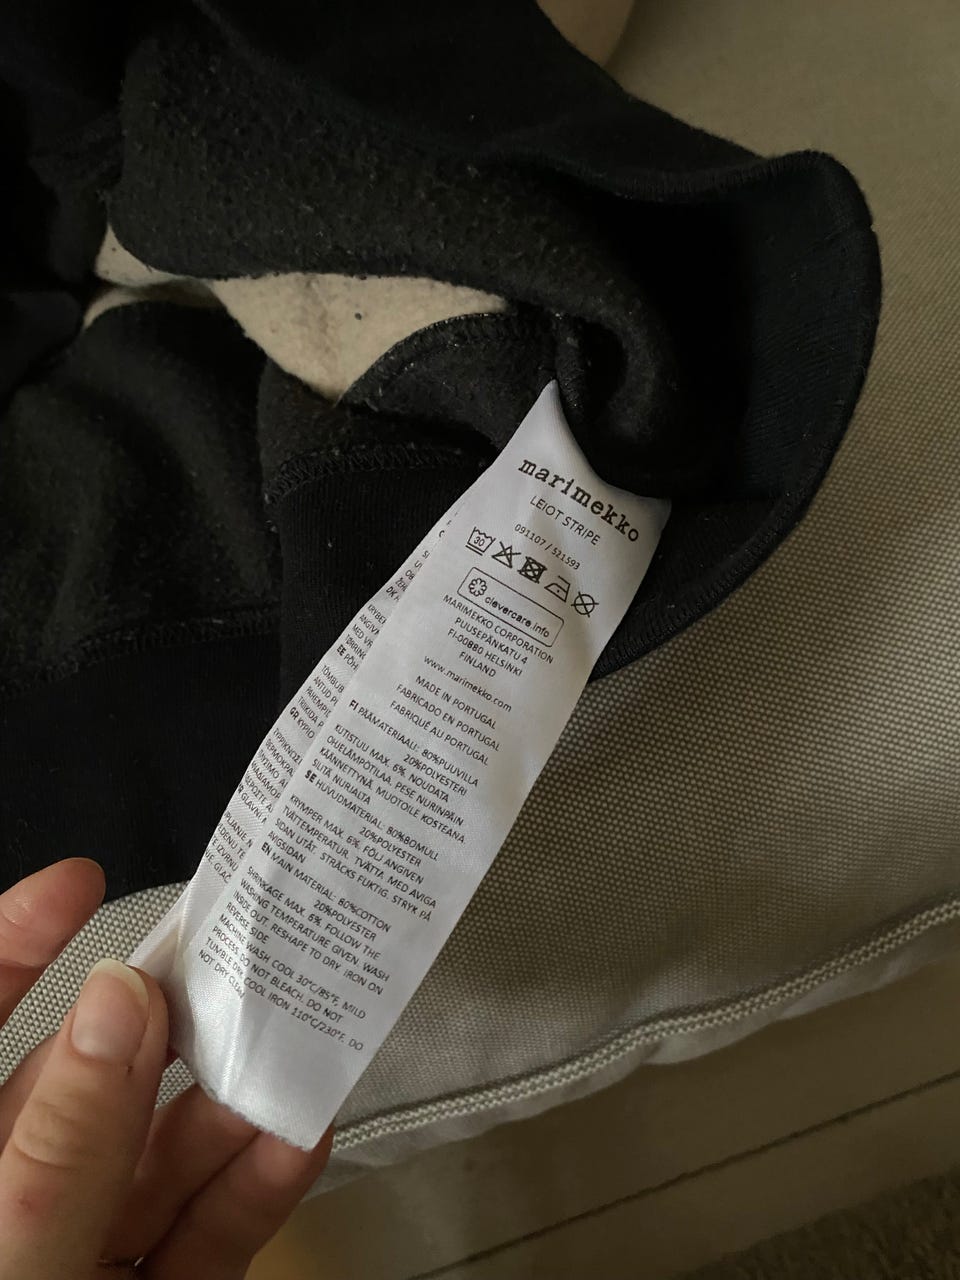 marimekko
LEIOT STRIPE
091107 / 521593
30
clevercare.info
MARIMEKKO CORPORATION
PUUSEPÄNKATU 4
FI-00880 HELSINKI
FINLAND
www.marimekko.com
MADE IN PORTUGAL
FABRICADO EN PORTUGAL
FABRIQUÉ AU PORTUGAL
FI PÄÄMATERIAALI: 80%PUUVILLA
20%POLYESTERI
KUTISTUU MAX. 6%. NOUDATA
OHJELÄMPÖTILAA. PESE NURINPÄIN
KÄÄNNETTYNÄ. MUOTOILE KOSTEANA.
SILITÄ NURJALTA
SE HUVUDMATERIAL: 80%BOMULL
20%POLYESTER
KRYMPER MAX. 6%. FÖLJ ANGIVEN
TVÄTTEMPERATUR. TVÄTTA MED AVIGA
SIDAN UTÅT. STRÄCKS FUKTIG. STRYK PÅ
AVIGSIDAN
EN MAIN MATERIAL: 80%COTTON
20%POLYESTER
SHRINKAGE MAX. 6%. FOLLOW THE
WASHING TEMPERATURE GIVEN. WASH
INSIDE OUT. RESHAPE TO DRY. IRON ON
REVERSE SIDE
MACHINE WASH COOL 30°C/85°F, MILD
PROCESS. DO NOT BLEACH. DO NOT
TUMBLE DRY. COOL IRON 110°C/230°F. DO
NOT DRY CLEAN